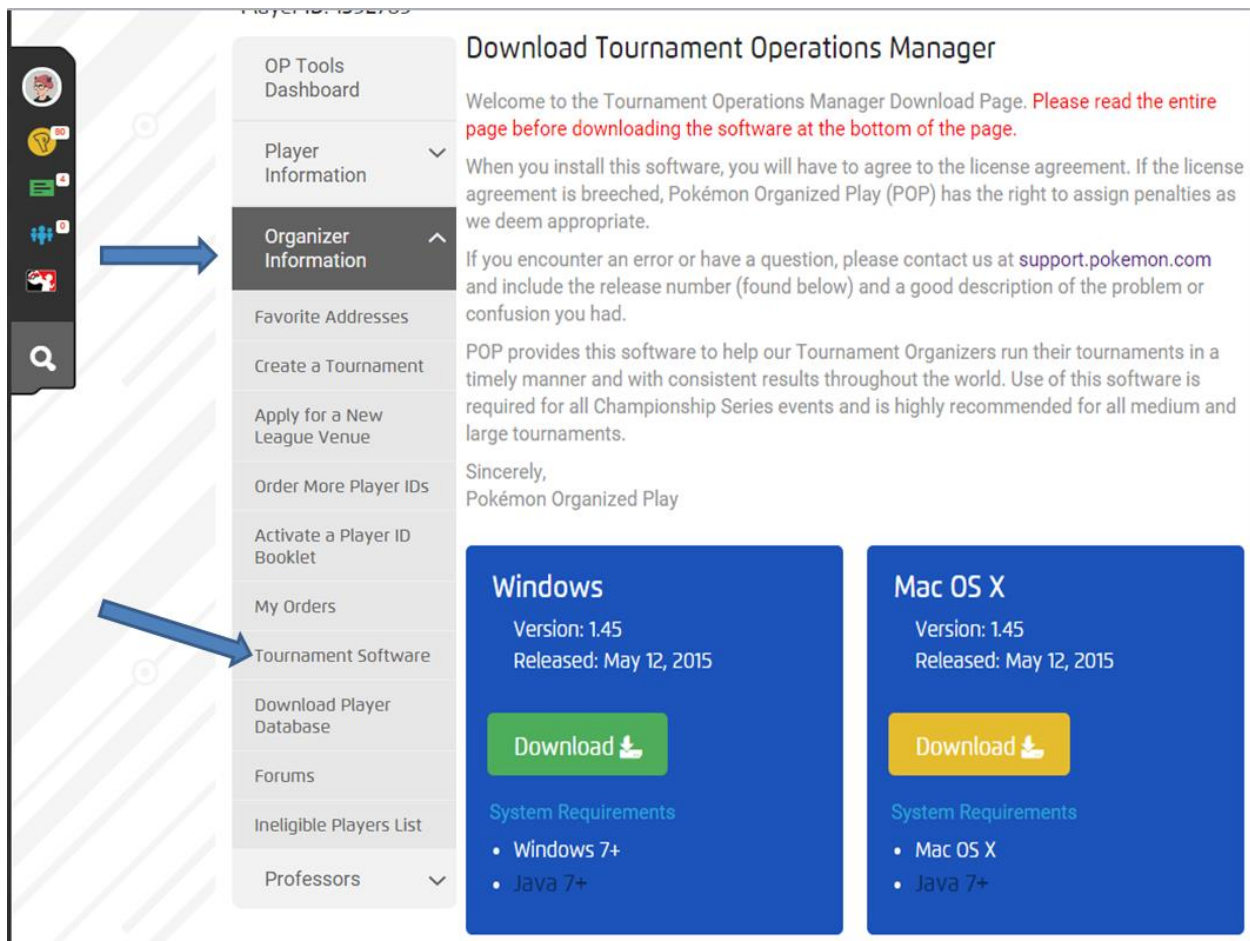 OP Tools
Dashboard
Player
Information
Organizer
Information
Favorite Addresses
Create a Tournament
Apply for a New
League Venue
Order More Player IDs
Activate a Player ID
Booklet
My Orders
Tournament Software
Download Player
Database
Forums
Ineligible Players List
Professors
80
4
0
Download Tournament Operations Manager
Welcome to the Tournament Operations Manager Download Page. Please read the entire
page before downloading the software at the bottom of the page.
When you install this software, you will have to agree to the license agreement. If the license
agreement is breeched, Pokémon Organized Play (POP) has the right to assign penalties as
we deem appropriate.
If you encounter an error or have a question, please contact us at support.pokemon.com
and include the release number (found below) and a good description of the problem or
confusion you had.
POP provides this software to help our Tournament Organizers run their tournaments in a
timely manner and with consistent results throughout the world. Use of this software is
required for all Championship Series events and is highly recommended for all medium and
large tournaments.
Sincerely,
Pokémon Organized Play
Windows
Version: 1.45
Released: May 12, 2015
Download
System Requirements
• Windows 7+
• Java 7+
Mac OS X
Version: 1.45
Released: May 12, 2015
Download
System Requirements
• Mac OS X
• Java 7+